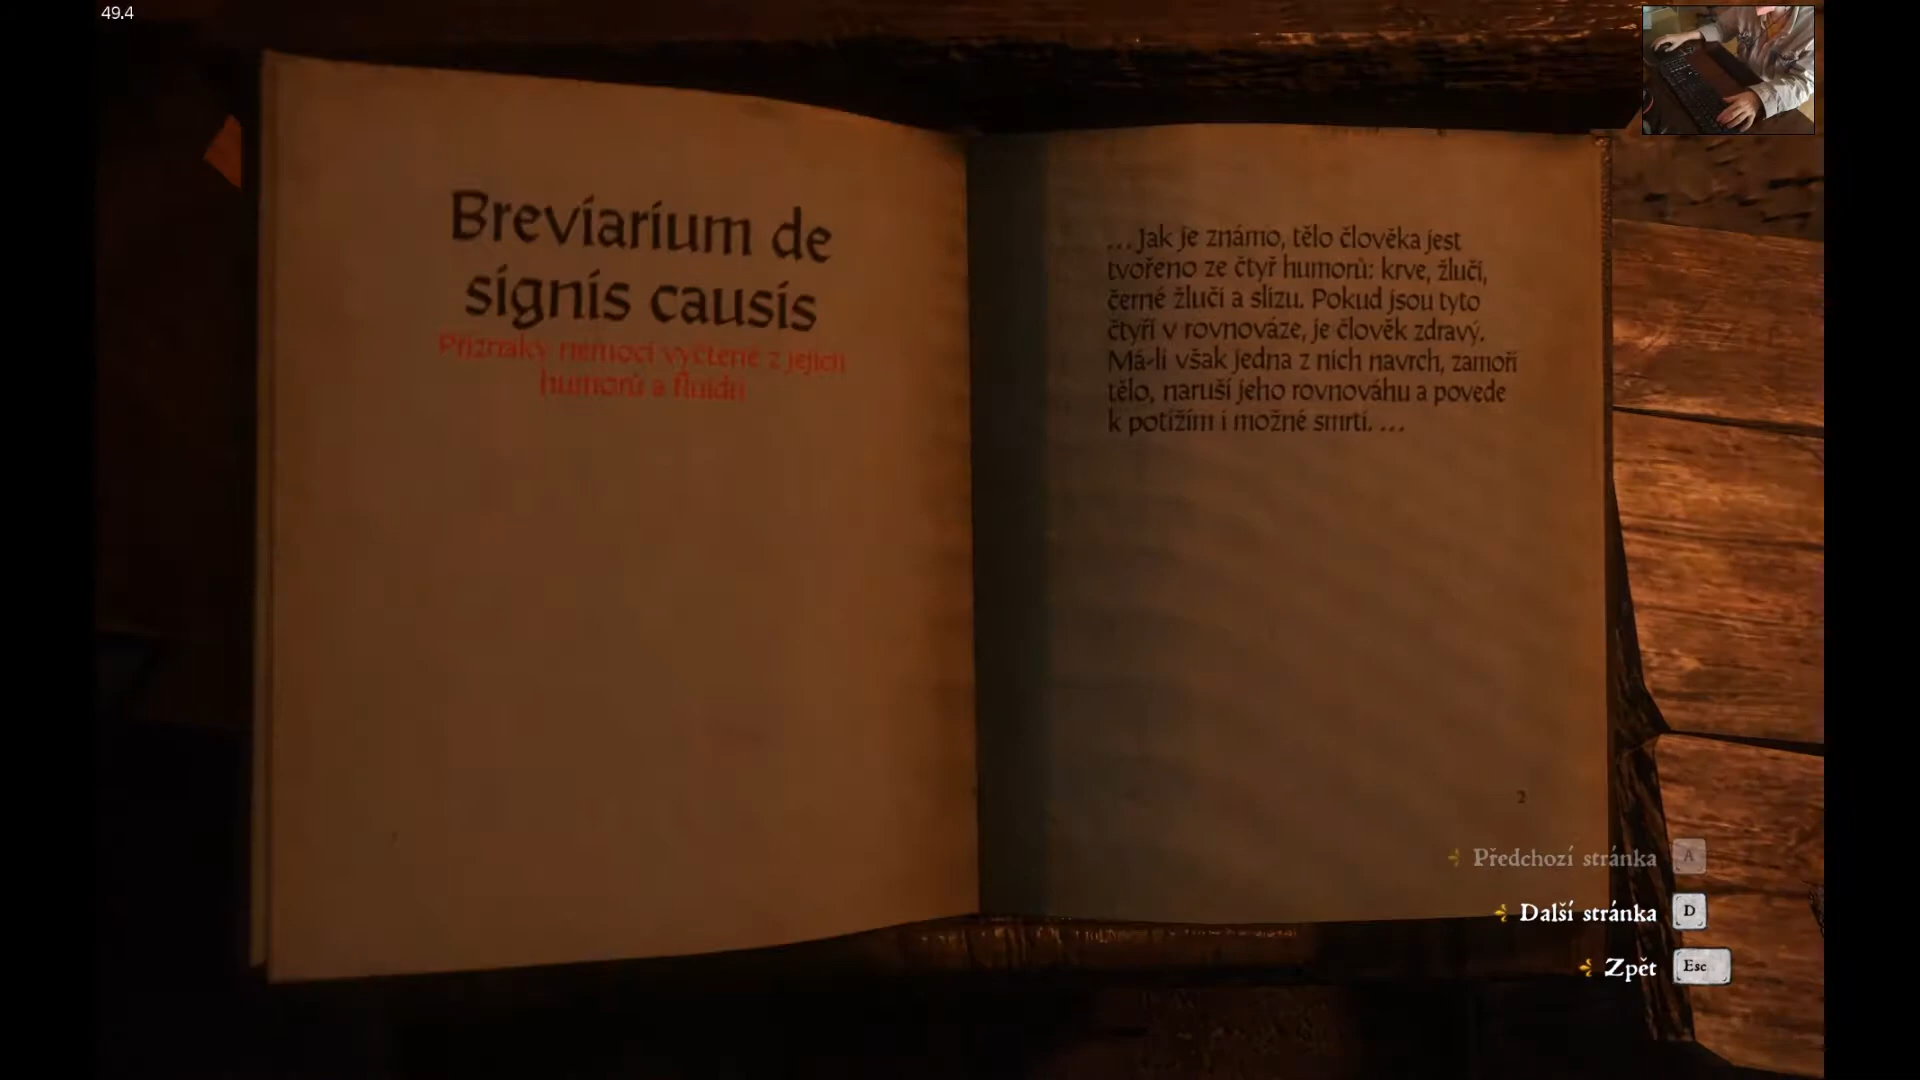 49.4
Breviarium de
signis causis
Příznaky nemocí vyčtené z jejich
humorů a fluidů
...Jak je známo, tělo člověka jest
tvořeno ze čtyř humorů: krve, žluči,
černé žluči a slizu. Pokud jsou tyto
čtyři v rovnováze, je člověk zdravý.
Má-li však jedna z nich navrch, zamoří
tělo, naruší jeho rovnováhu a povede
k potížím i možné smrti. ...
2
Předchozí stránka A
Další stránka D
Zpět Esc